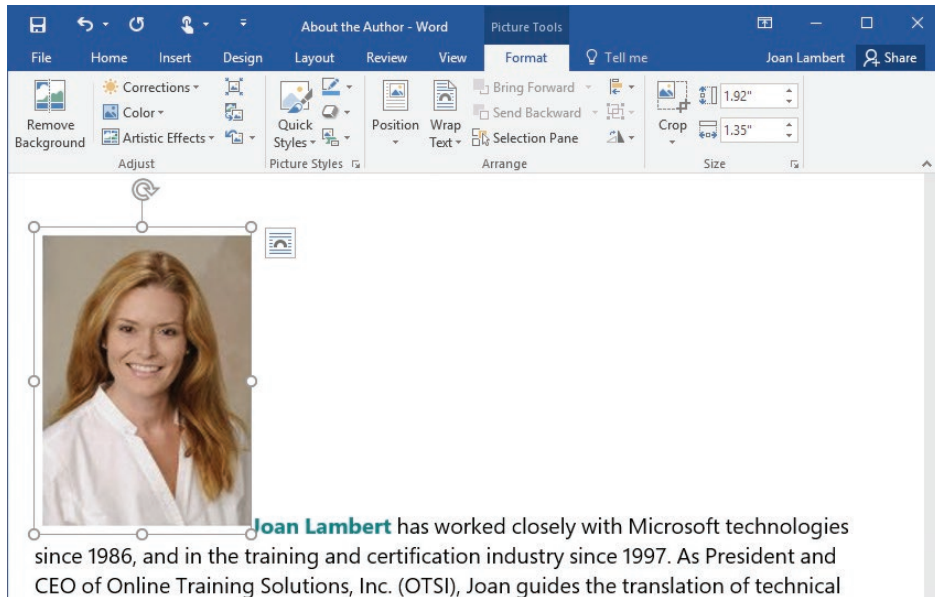 About the Author - Word
Picture Tools
File Home Insert Design Layout Review View Format Tell me Joan Lambert Share
Remove Background
Corrections
Color
Artistic Effects
Adjust
Quick Styles
Picture Styles
Position
Wrap Text
Bring Forward
Send Backward
Selection Pane
Arrange
Crop
1.92"
1.35"
Size
Joan Lambert has worked closely with Microsoft technologies
since 1986, and in the training and certification industry since 1997. As President and
CEO of Online Training Solutions, Inc. (OTSI), Joan guides the translation of technical